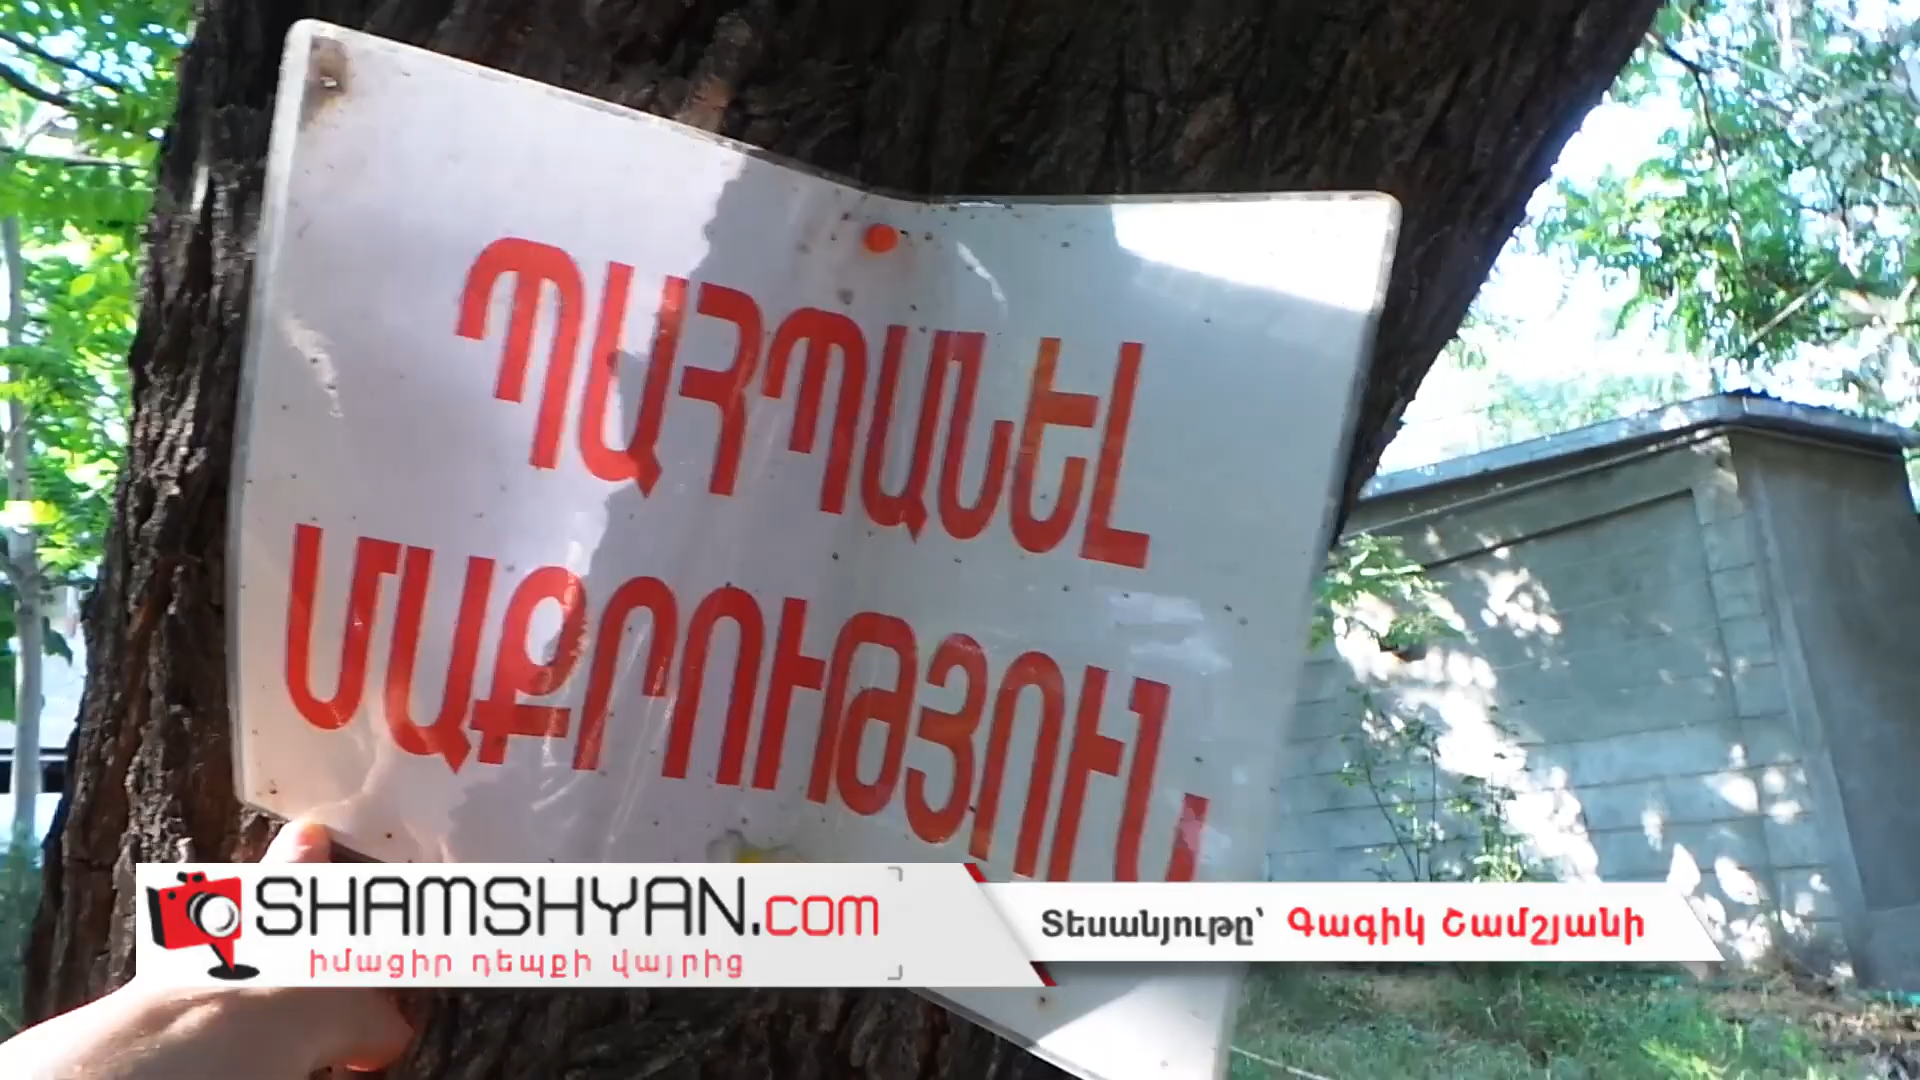 ՊԱՀՊԱՆԵԼ
ՄԱՔՐՈՒԹՅՈՒՆ
SHAMSHYAN.com
իմացիր դեպքի վայրից
Տեսանյութը՝ Գագիկ Շամշյանի